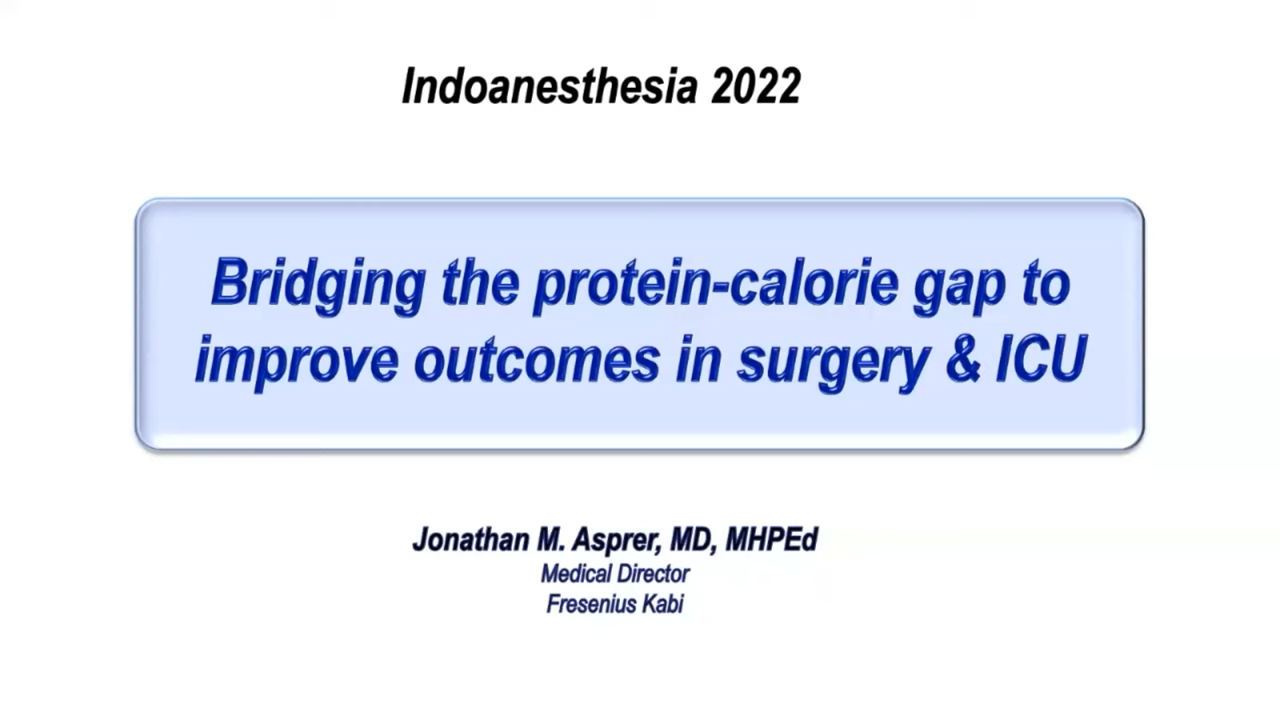 Indoanesthesia 2022
Bridging the protein-calorie gap to
improve outcomes in surgery & ICU
Jonathan M. Asprer, MD, MHPEd
Medical Director
Fresenius Kabi